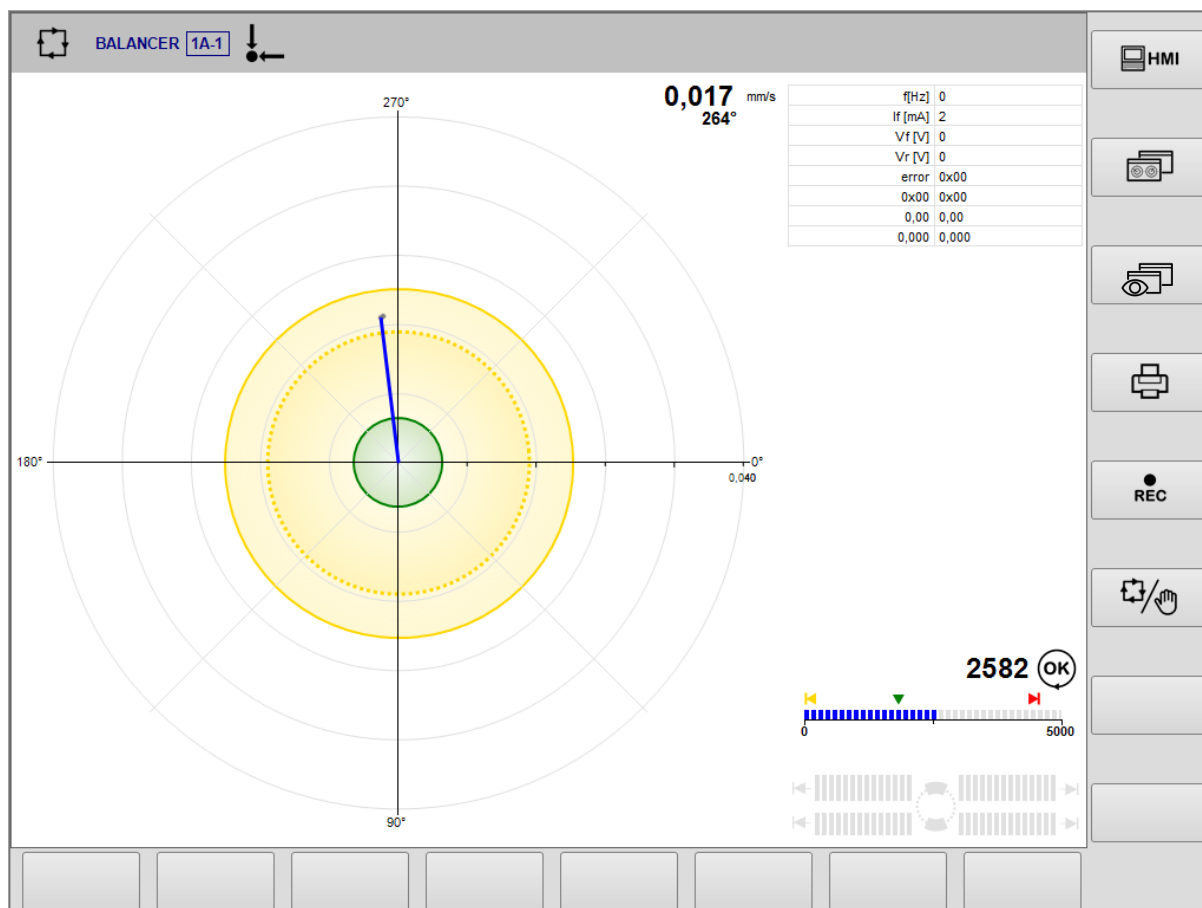 BALANCER 1A-1
HMI
0,017 mm/s
264°
270°
f[Hz] 0
If [mA] 2
Vf [V] 0
Vr [V] 0
error 0x00
0x00 0x00
0,00 0,00
0,000 0,000
180°
0°
0,040
REC
2582 OK
0 5000
90°